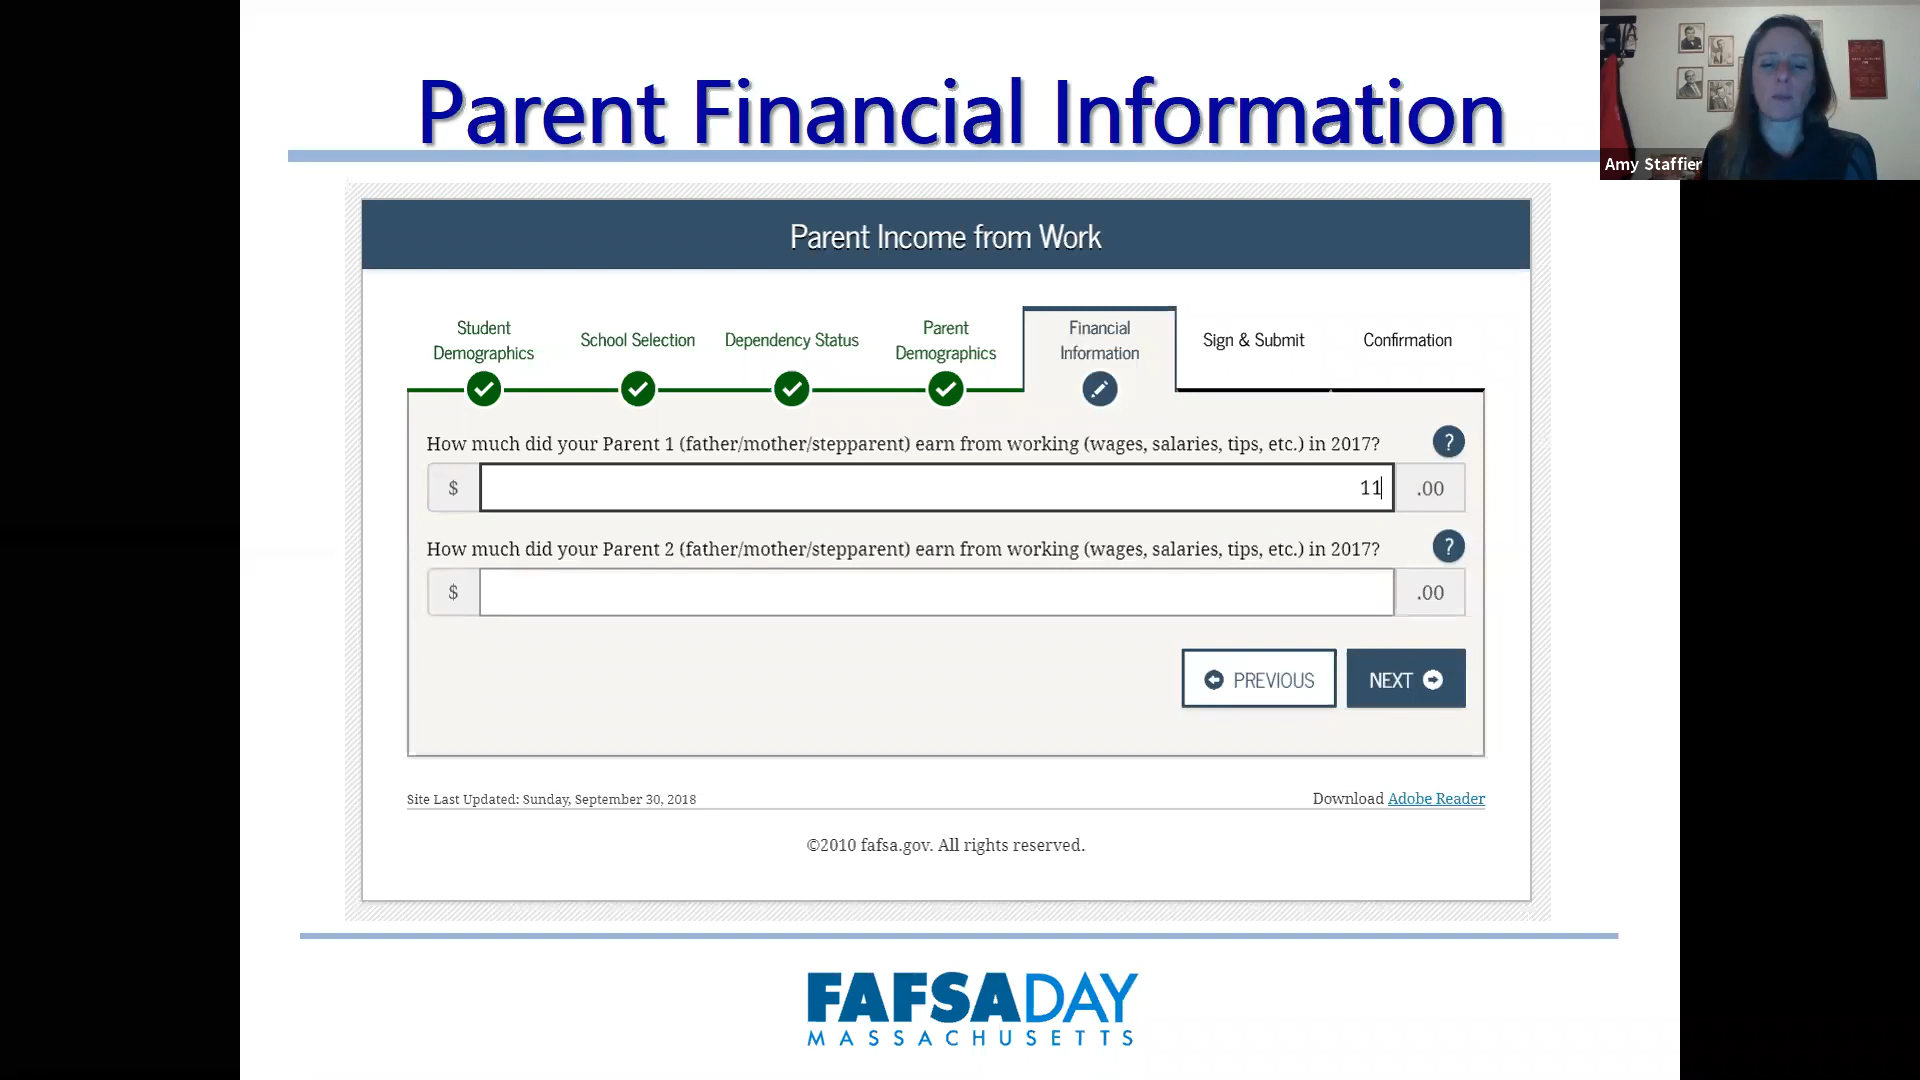 Parent Financial Information
Amy Staffier
Parent Income from Work
Student
Demographics
School Selection
Dependency Status
Parent
Demographics
Financial
Information
Sign & Submit
Confirmation
How much did your Parent 1 (father/mother/stepparent) earn from working (wages, salaries, tips, etc.) in 2017?
?
$
11
.00
How much did your Parent 2 (father/mother/stepparent) earn from working (wages, salaries, tips, etc.) in 2017?
?
$
.00
PREVIOUS
NEXT
Site Last Updated: Sunday, September 30, 2018
Download Adobe Reader
©2010 fafsa.gov. All rights reserved.
FAFSADAY
MASSACHUSETTS